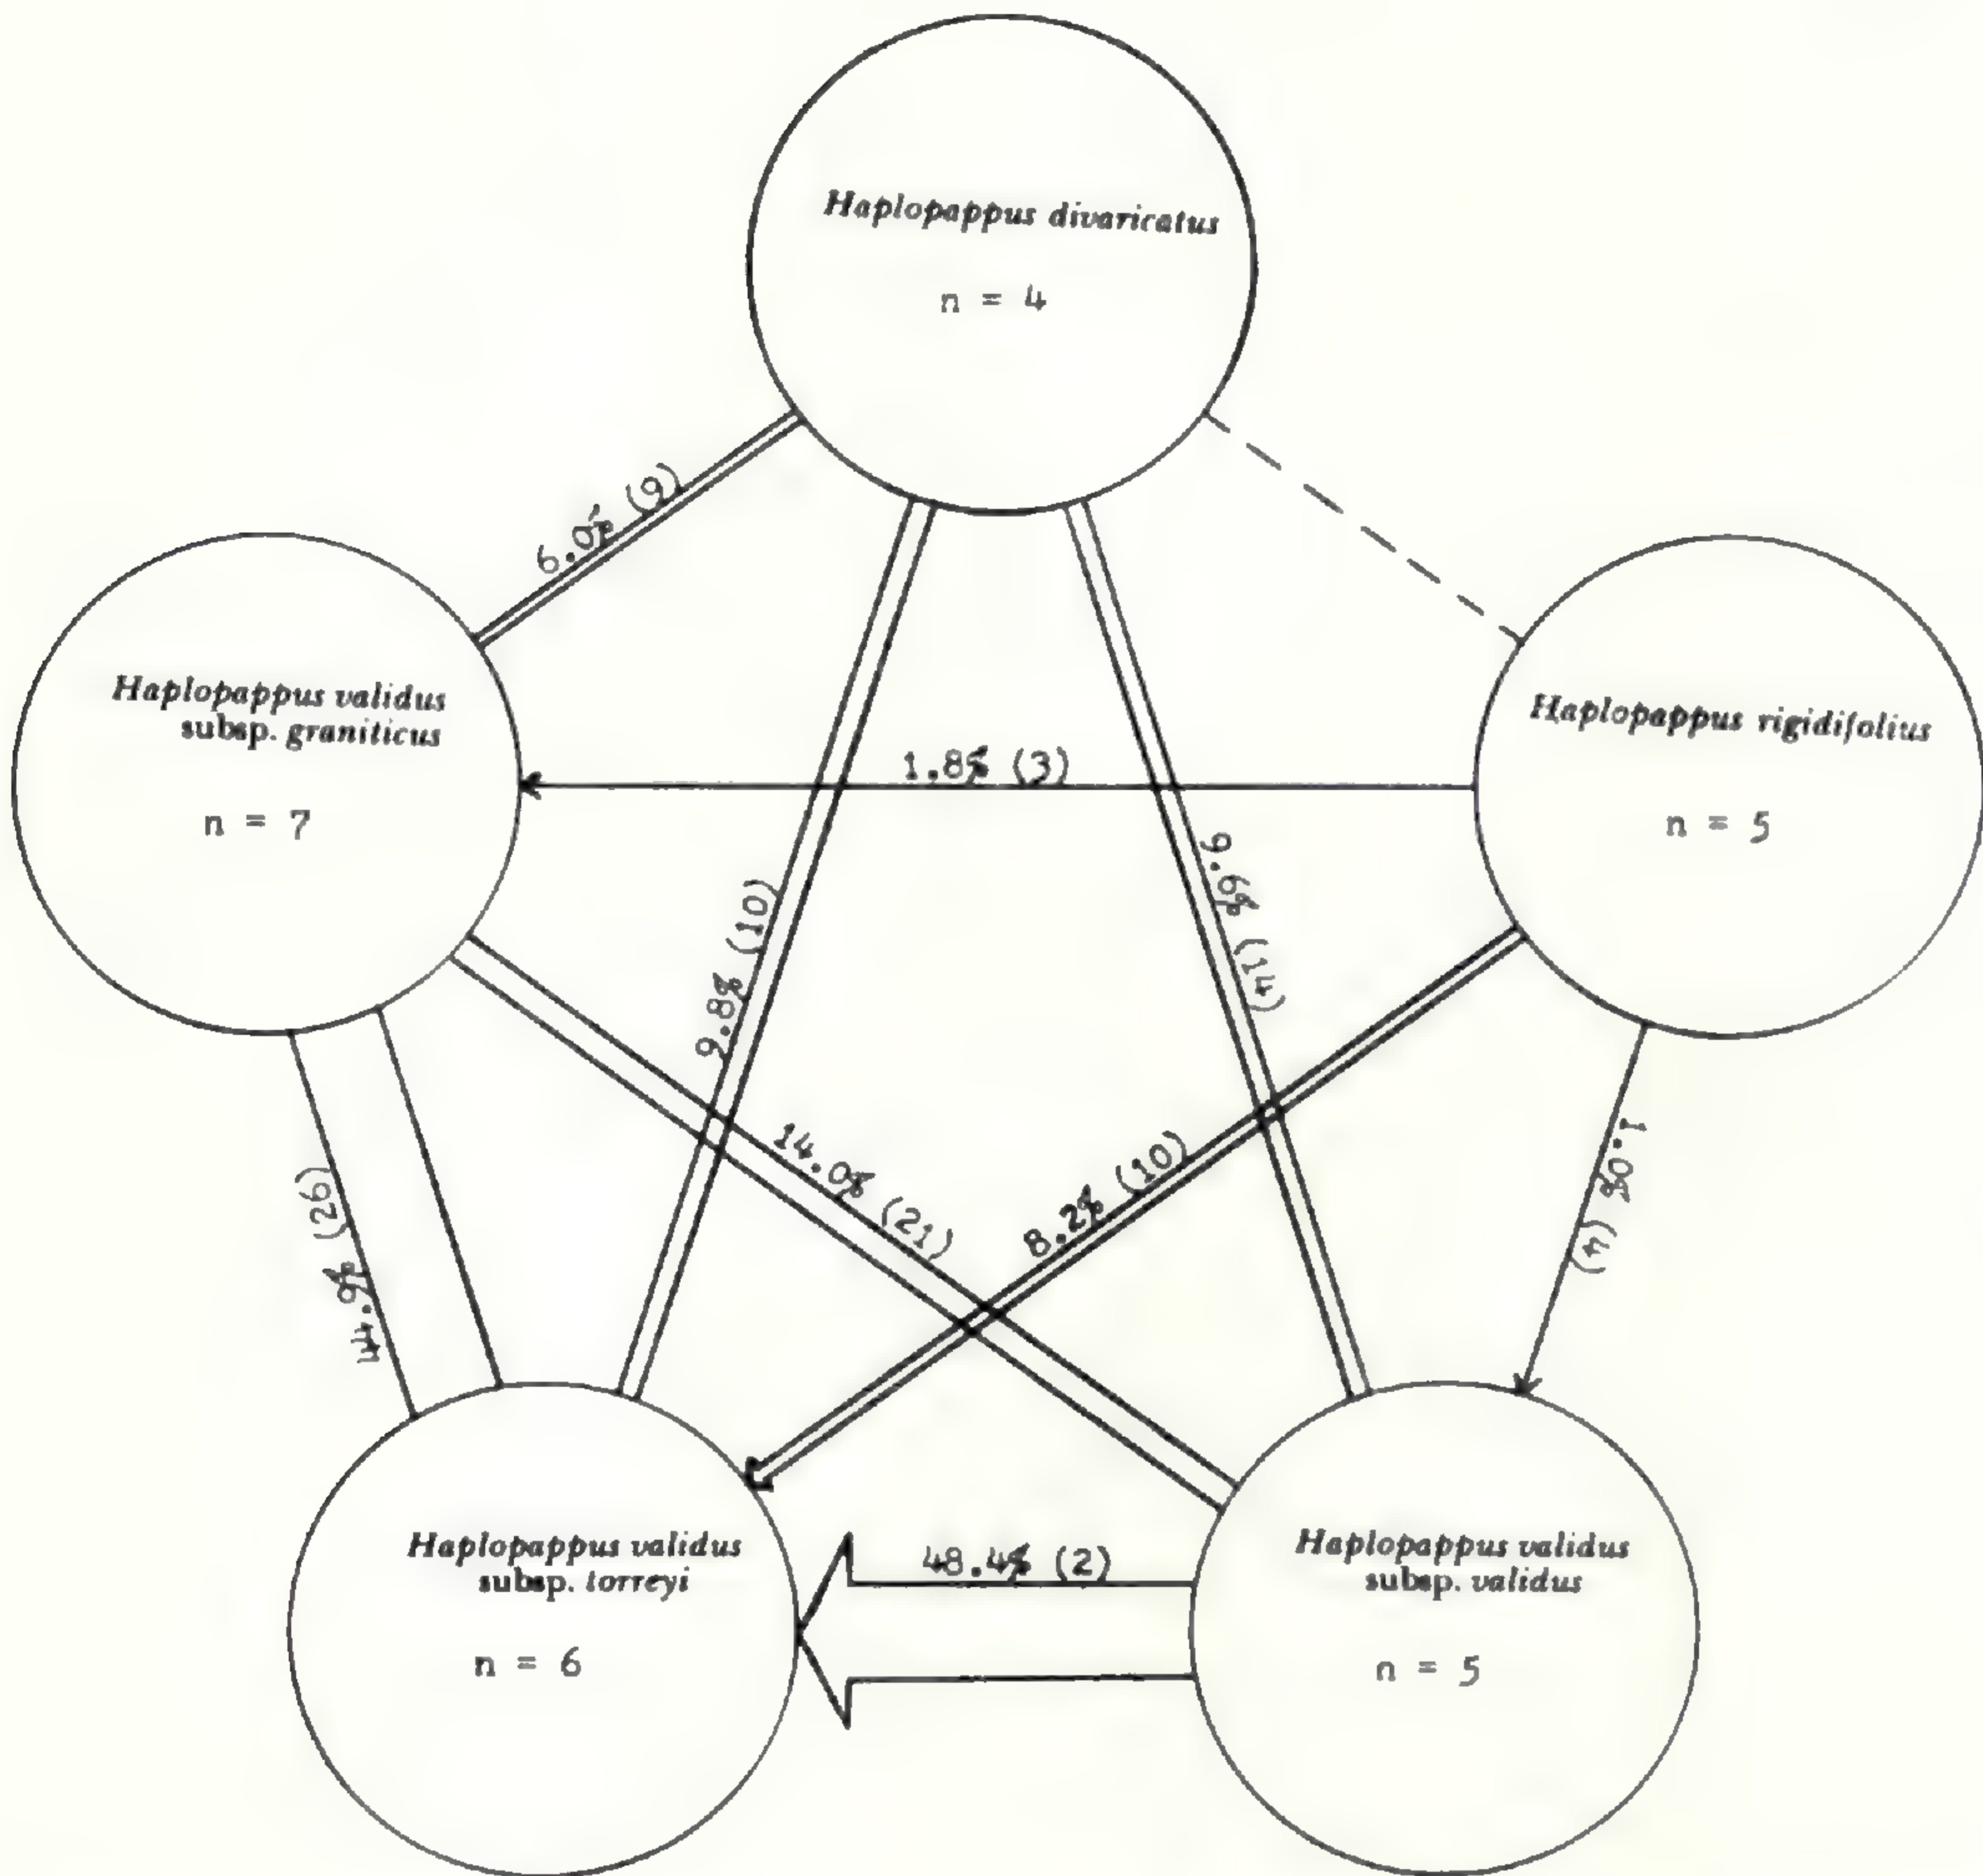 Haplopappus divaricatus
n = 4
6.0% (9)
Haplopappus validus
subsp. graniticus
n = 7
Haplopappus rigidifolius
n = 5
1.8% (3)
9.8% (10)
9.6% (14)
44.9% (26)
14.0% (21)
8.2% (10)
1.0% (4)
Haplopappus validus
subsp. torreyi
n = 6
48.4% (2)
Haplopappus validus
subsp. validus
n = 5